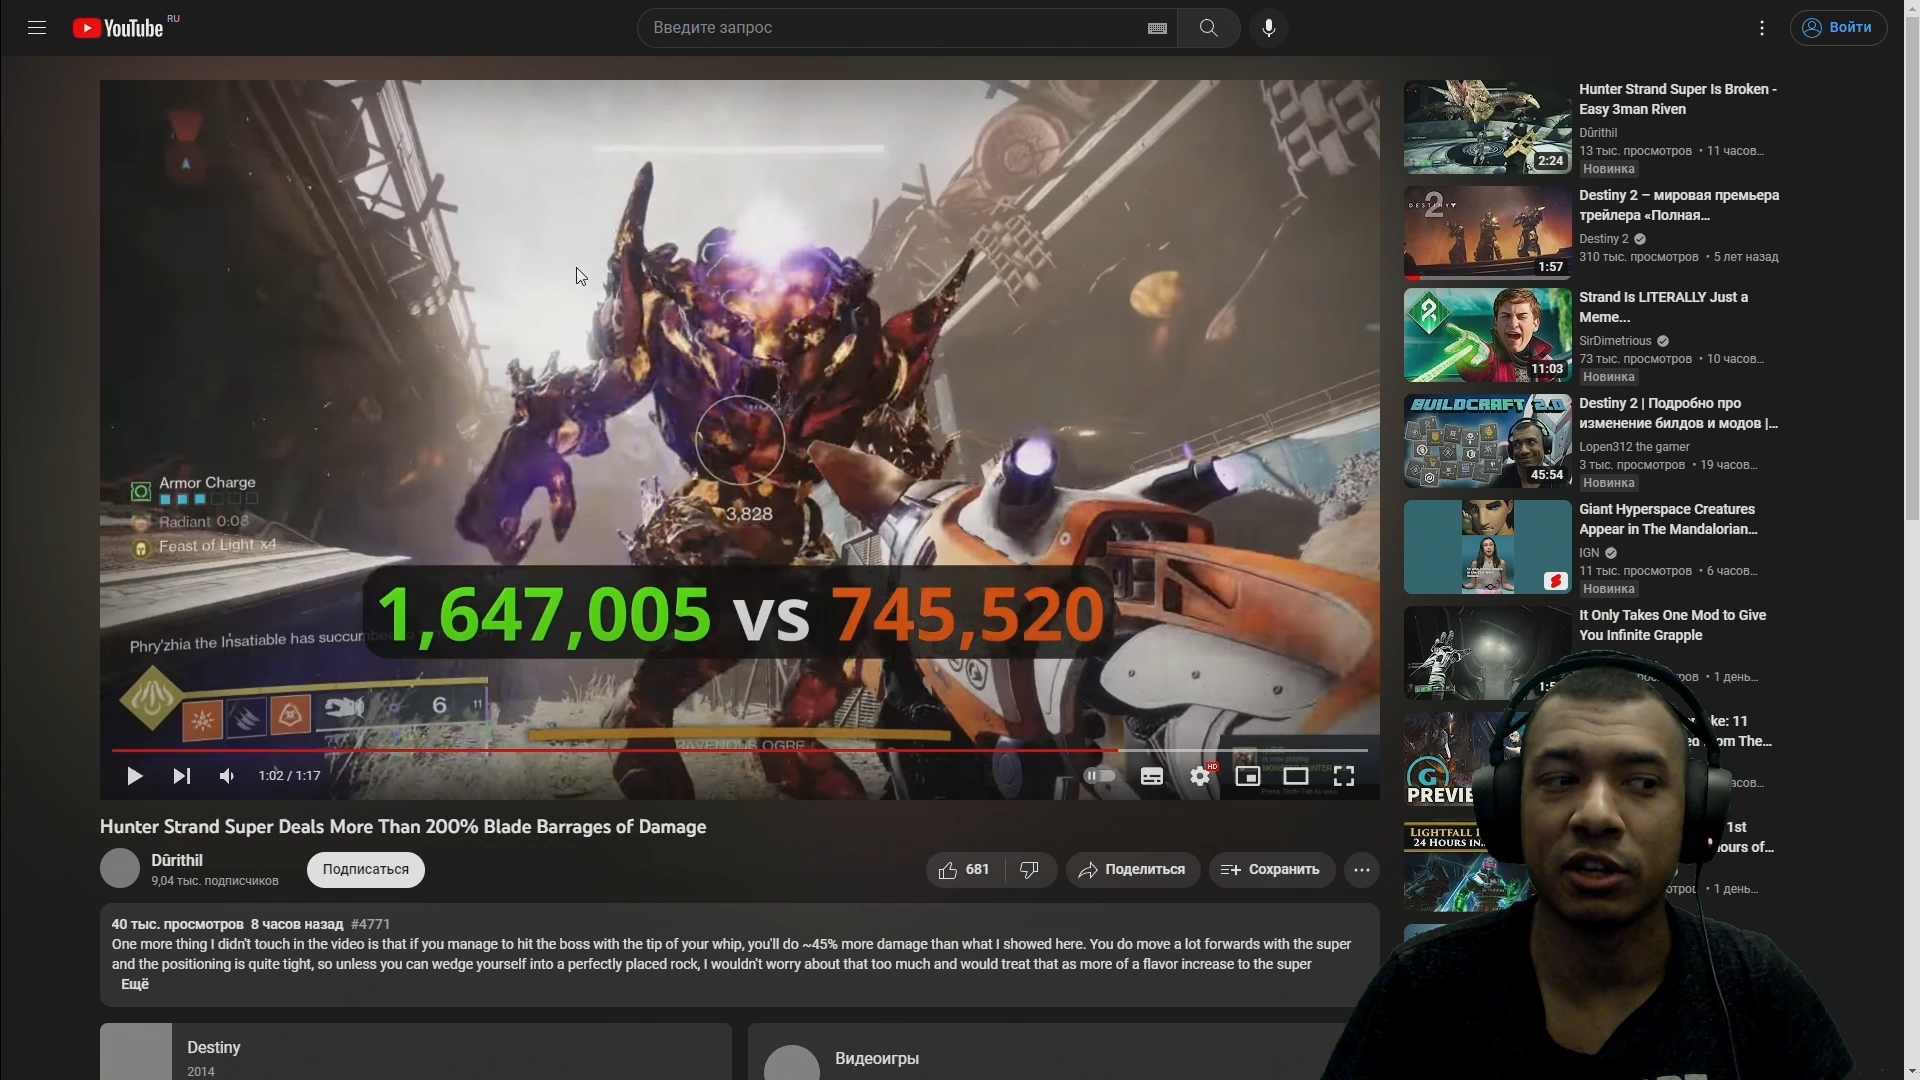 YouTube RU
Введите запрос
Войти
Armor Charge
Radiant 0:08
Feast of Light x4
3,828
Phry'zhia the Insatiable has
1,647,005 vs 745,520
6
11
RAVENOUS OGRE
1:02 / 1:17
HD
Hunter Strand Super Deals More Than 200% Blade Barrages of Damage
Dûrithil
9,04 тыс. подписчиков
Подписаться
681
Поделиться
Сохранить
40 тыс. просмотров 8 часов назад #4771
One more thing I didn't touch in the video is that if you manage to hit the boss with the tip of your whip, you'll do ~45% more damage than what I showed here. You do move a lot forwards with the super
and the positioning is quite tight, so unless you can wedge yourself into a perfectly placed rock, I wouldn't worry about that too much and would treat that as more of a flavor increase to the super
Ещё
Destiny
2014
Видеоигры
2:24
Hunter Strand Super Is Broken -
Easy 3man Riven
Dûrithil
13 тыс. просмотров • 11 часов...
Новинка
DESTINY 2
1:57
Destiny 2 – мировая премьера
трейлера «Полная...
Destiny 2
310 тыс. просмотров • 5 лет назад
11:03
Strand Is LITERALLY Just a
Meme...
SirDimetrious
73 тыс. просмотров • 10 часов...
Новинка
BUILDCRAFT 2.0
45:54
Destiny 2 | Подробно про
изменение билдов и модов |...
Lopen312 the gamer
3 тыс. просмотров • 19 часов...
Новинка
Giant Hyperspace Creatures
Appear in The Mandalorian...
IGN
11 тыс. просмотров • 6 часов...
Новинка
It Only Takes One Mod to Give
You Infinite Grapple
• 1 день...
11
The...
LIGHTFALL
24 HOURS IN...
1st
of...
• 1 день...